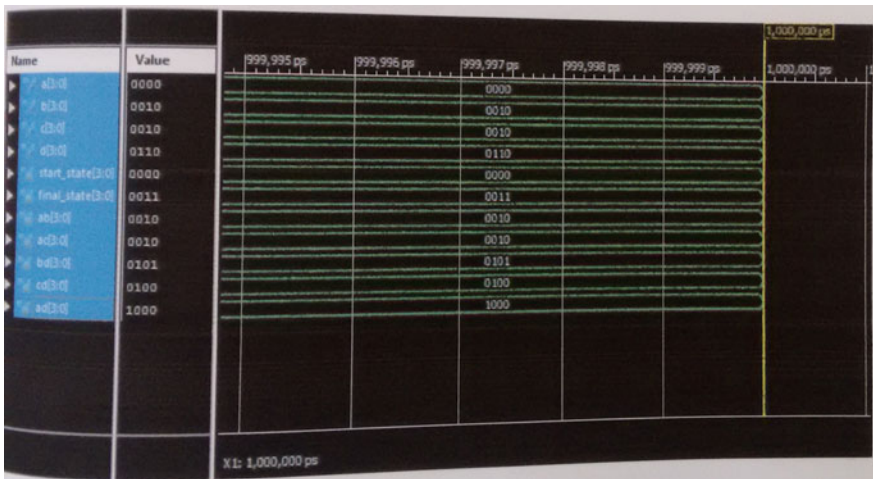 1,000,000 ps
Name Value 999,995 ps 999,996 ps 999,997 ps 999,998 ps 999,999 ps 1,000,000 ps
a[3:0] 0000 0000
b[3:0] 0010 0010
c[3:0] 0010 0010
d[3:0] 0110 0110
start_state[3:0] 0000 0000
final_state[3:0] 0011 0011
ab[3:0] 0010 0010
ac[3:0] 0010 0010
bd[3:0] 0101 0101
cd[3:0] 0100 0100
ad[3:0] 1000 1000
X1: 1,000,000 ps